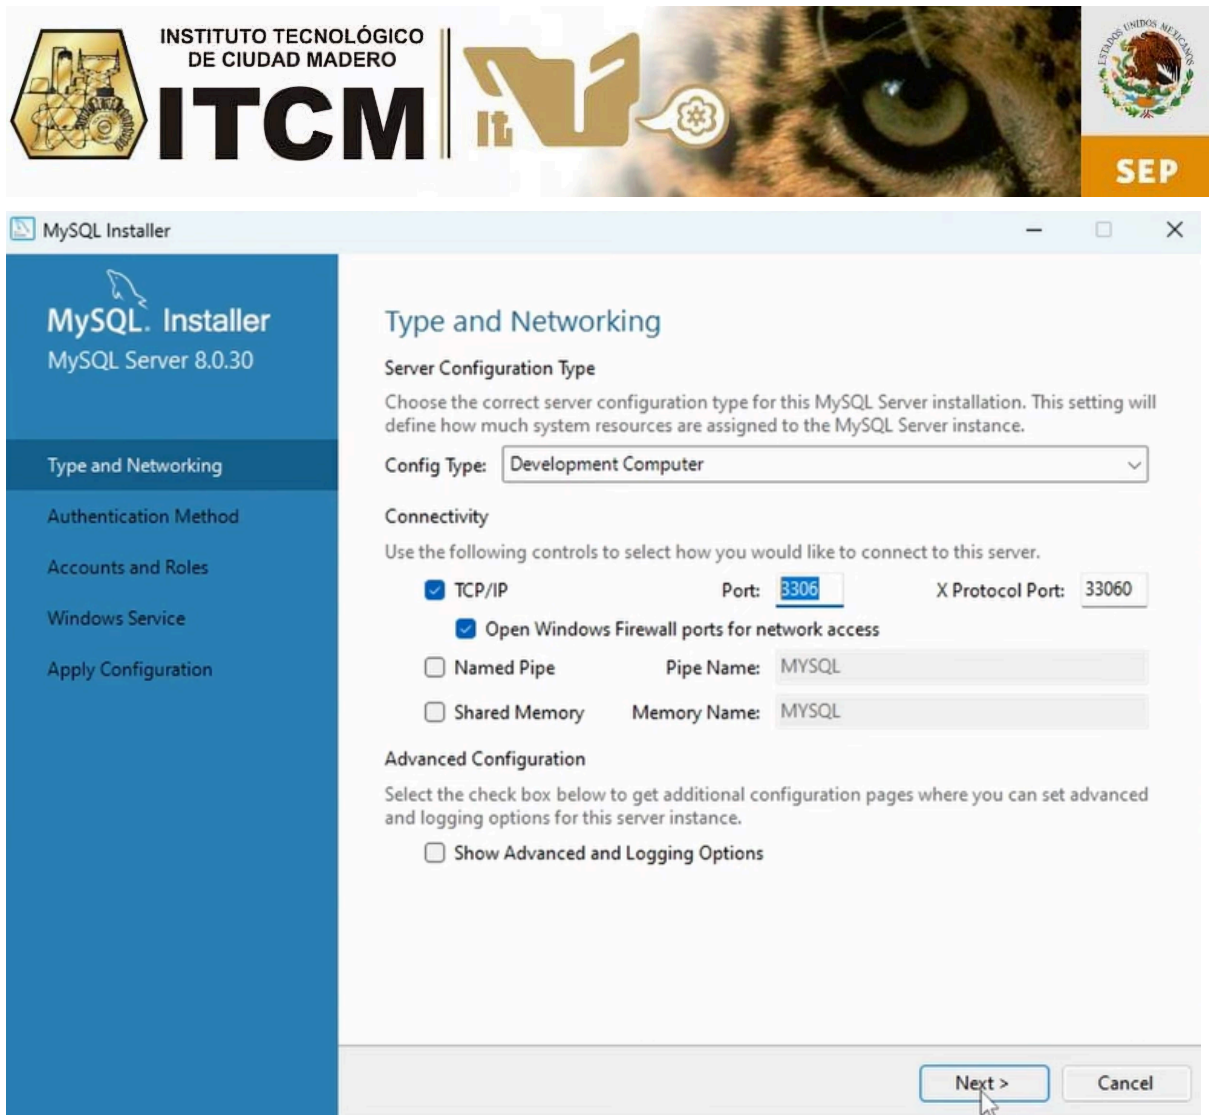 INSTITUTO TECNOLÓGICO
DE CIUDAD MADERO
ITCM
It
ESTADOS UNIDOS MEXICANOS
SEP
MySQL Installer
MySQL. Installer
MySQL Server 8.0.30
Type and Networking
Authentication Method
Accounts and Roles
Windows Service
Apply Configuration
Type and Networking
Server Configuration Type
Choose the correct server configuration type for this MySQL Server installation. This setting will
define how much system resources are assigned to the MySQL Server instance.
Config Type: Development Computer
Connectivity
Use the following controls to select how you would like to connect to this server.
TCP/IP Port: 3306 X Protocol Port: 33060
Open Windows Firewall ports for network access
Named Pipe Pipe Name: MYSQL
Shared Memory Memory Name: MYSQL
Advanced Configuration
Select the check box below to get additional configuration pages where you can set advanced
and logging options for this server instance.
Show Advanced and Logging Options
Next > Cancel